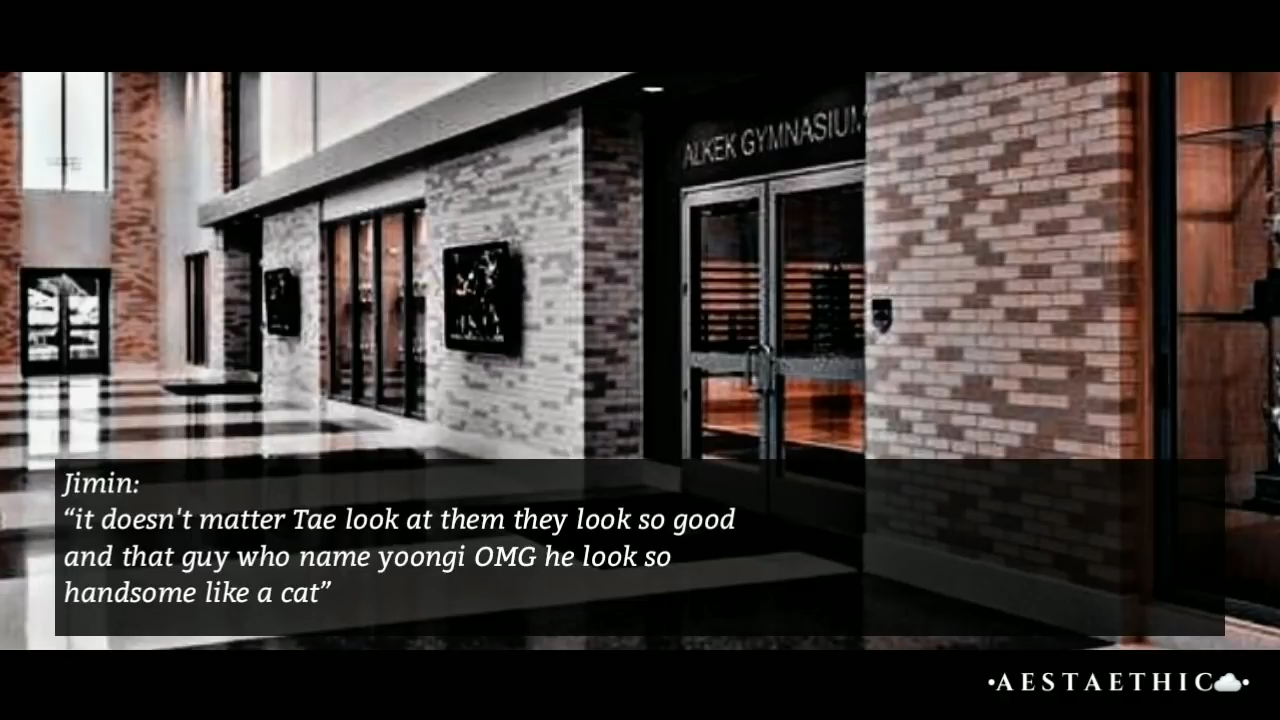 ALKEK GYMNASIUM
Jimin:
“it doesn't matter Tae look at them they look so good
and that guy who name yoongi OMG he look so
handsome like a cat”
•AESTAETHIC☁•